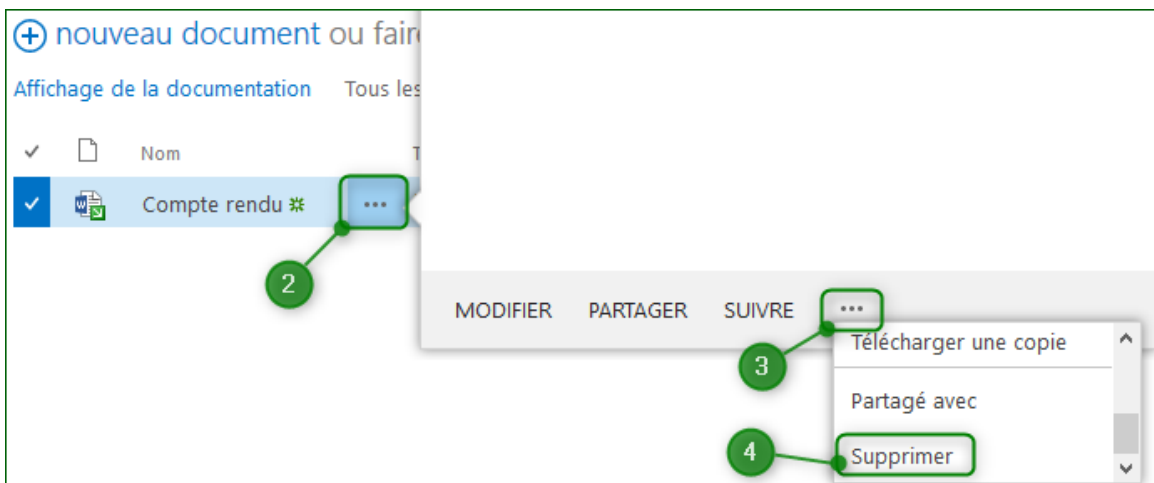 nouveau document ou fair
Affichage de la documentation Tous les
Nom T
Compte rendu ...
2
MODIFIER PARTAGER SUIVRE ...
3
Télécharger une copie
Partagé avec
4 Supprimer